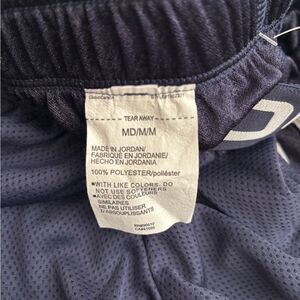 TEAR AWAY
MD/M/M
MADE IN JORDAN/
FABRIQUÉ EN JORDANIE/
HECHO EN JORDANIA
100% POLYESTER/poliéster
•WITH LIKE COLORS. DO
NOT USE SOFTENERS
•AVEC DES COULEURS
SIMILAIRES
NE PAS UTILISER
D'ASSOUPLISSANTS